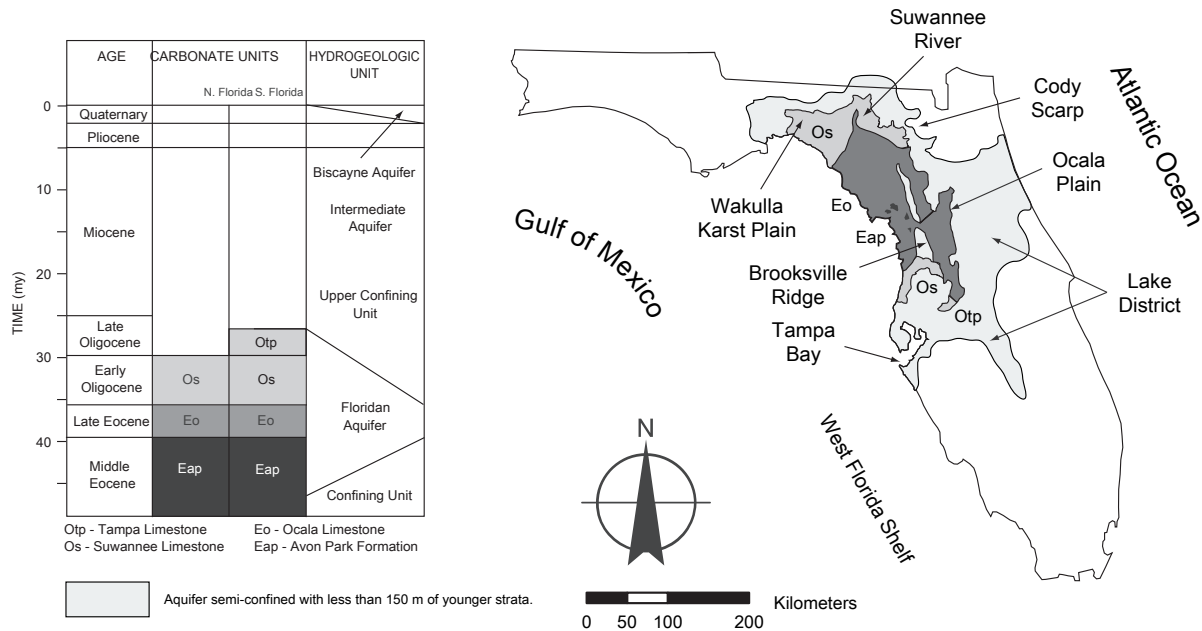 AGE
CARBONATE UNITS
HYDROGEOLOGIC
UNIT
N. Florida S. Florida
TIME (my)
0
10
20
30
40
Quaternary
Pliocene
Miocene
Late
Oligocene
Early
Oligocene
Late Eocene
Middle
Eocene
Otp
Os
Os
Eo
Eo
Eap
Eap
Biscayne Aquifer
Intermediate
Aquifer
Upper Confining
Unit
Floridan
Aquifer
Confining Unit
Otp - Tampa Limestone
Eo - Ocala Limestone
Os - Suwannee Limestone
Eap - Avon Park Formation
Aquifer semi-confined with less than 150 m of younger strata.
Suwannee
River
Cody
Scarp
Atlantic Ocean
Os
Ocala
Plain
Wakulla
Karst Plain
Eo
Eap
Gulf of Mexico
Brooksville
Ridge
Os
Otp
Lake
District
Tampa
Bay
West Florida Shelf
N
Kilometers
0 50 100 200